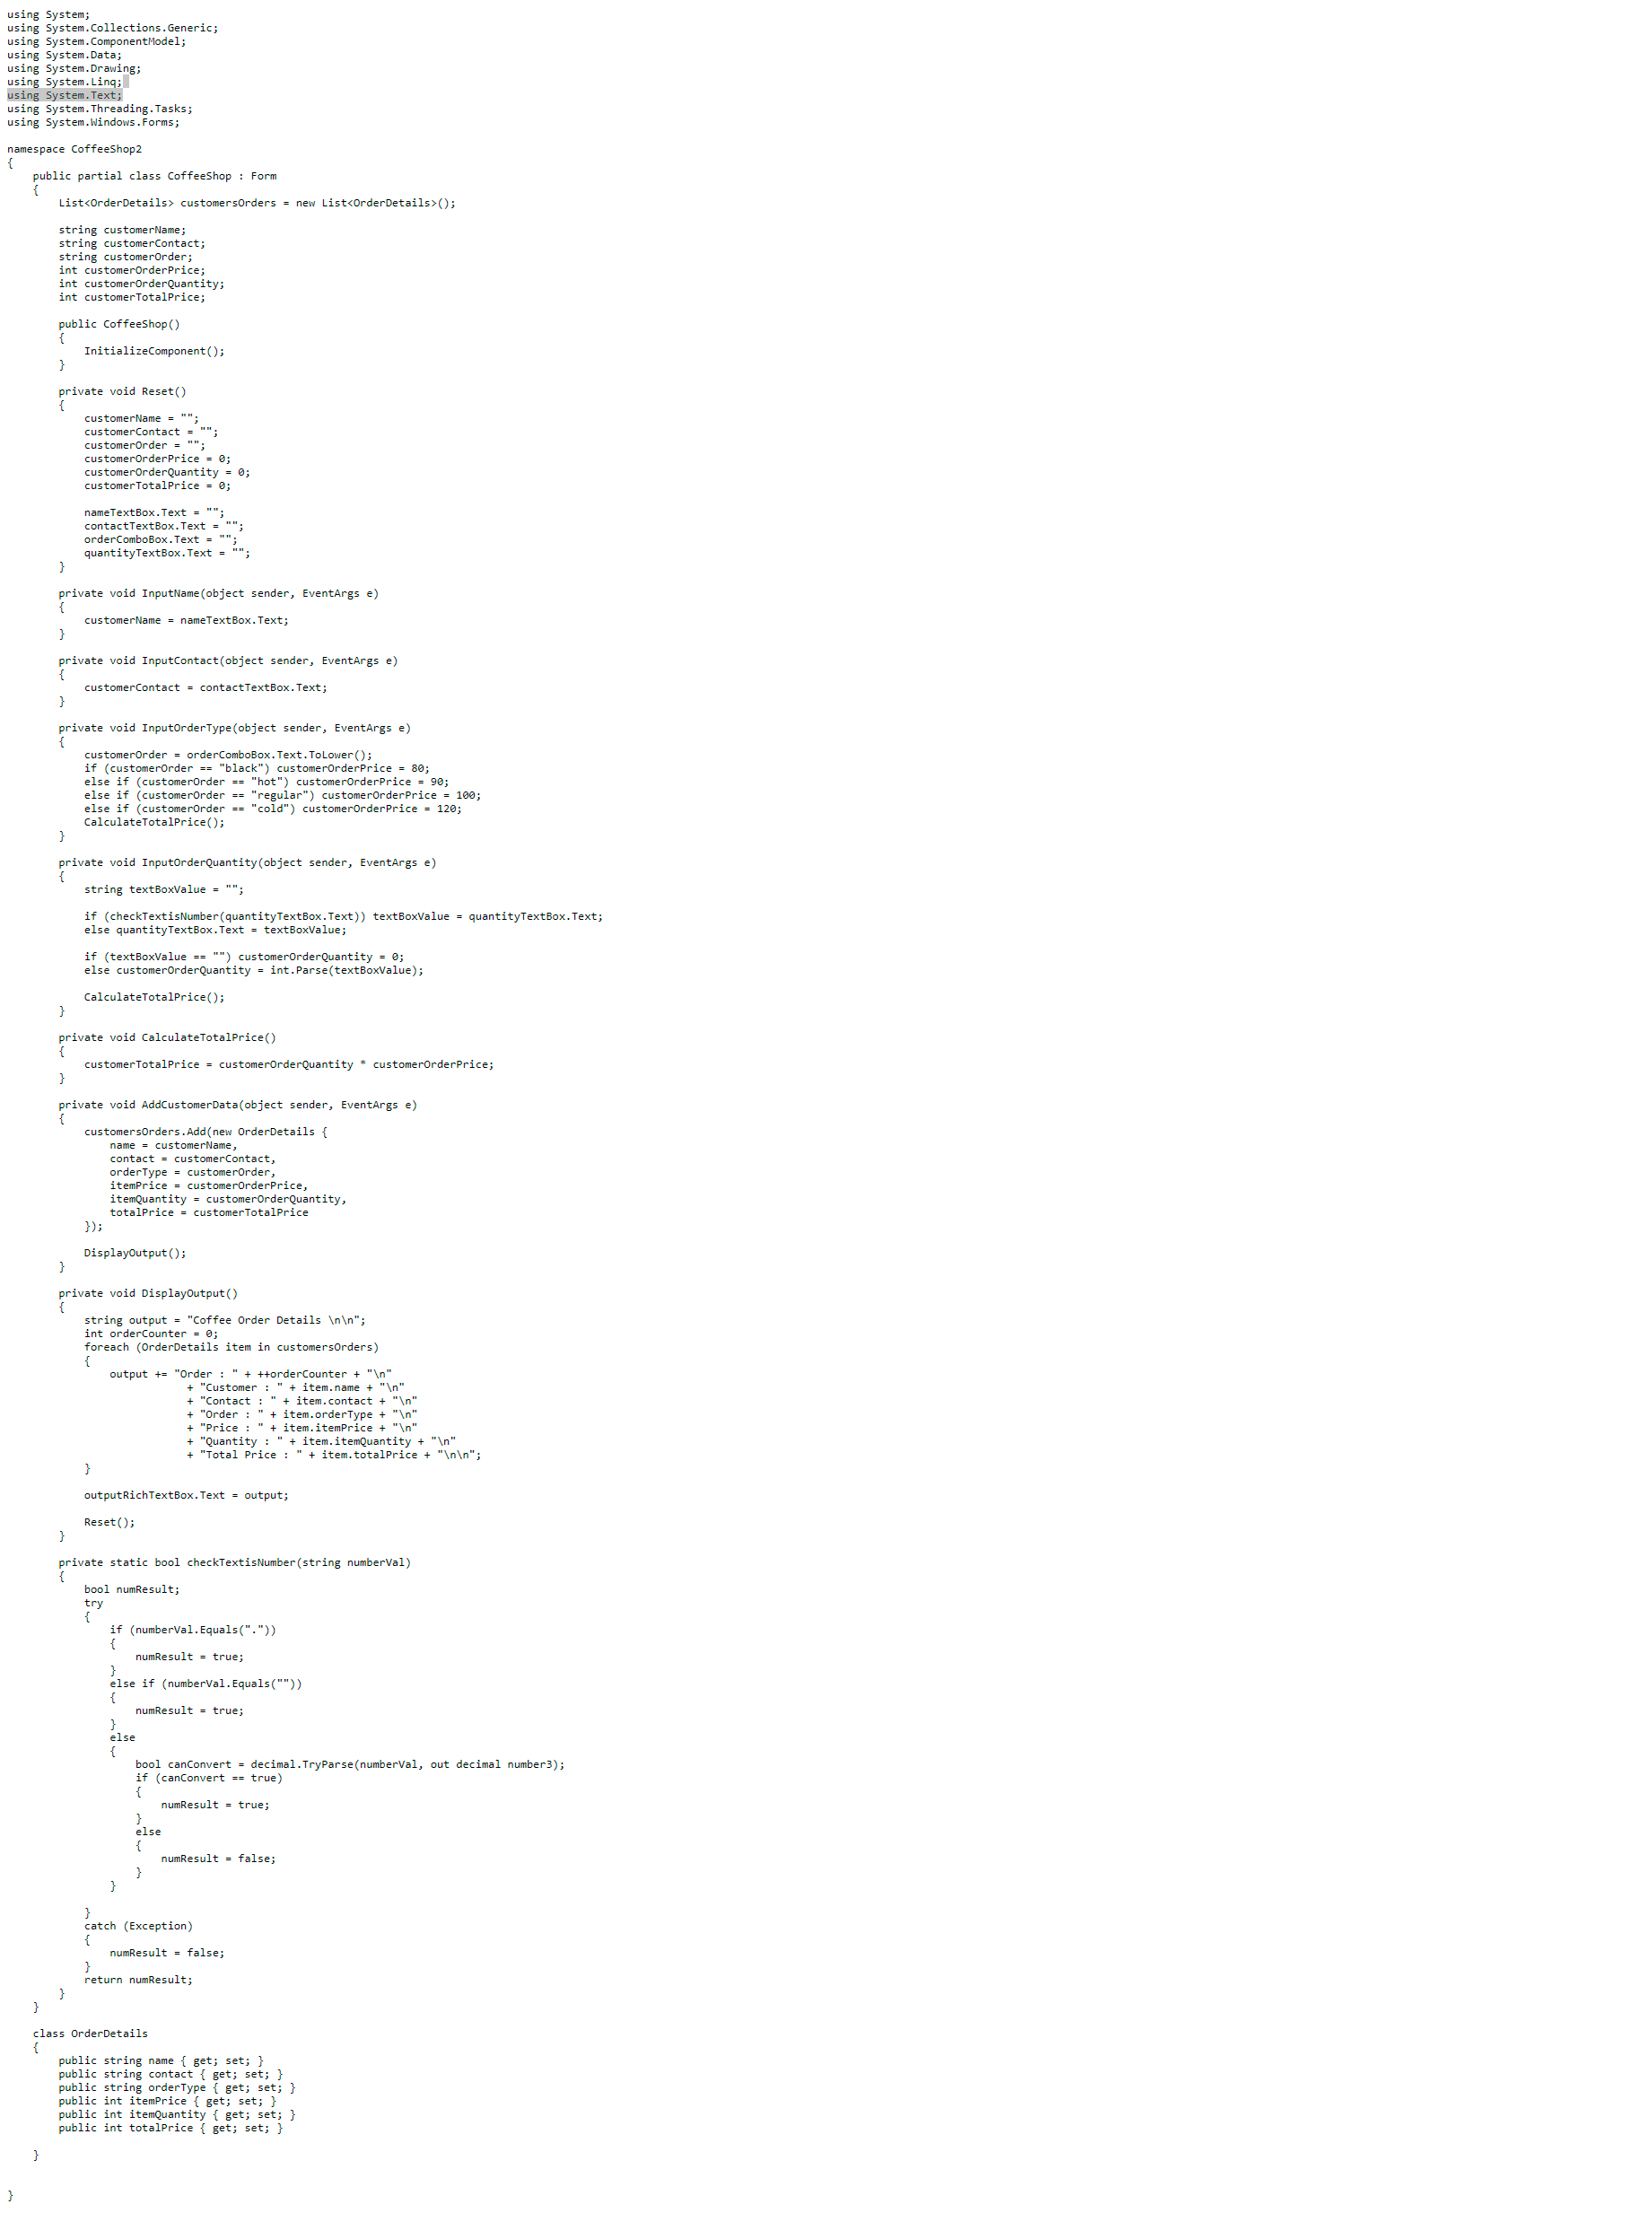 using System;
using System.Collections.Generic;
using System.ComponentModel;
using System.Data;
using System.Drawing;
using System.Linq;
using System.Text;
using System.Threading.Tasks;
using System.Windows.Forms;

namespace CoffeeShop2
{
    public partial class CoffeeShop : Form
    {
        List<OrderDetails> customersOrders = new List<OrderDetails>();

        string customerName;
        string customerContact;
        string customerOrder;
        int customerOrderPrice;
        int customerOrderQuantity;
        int customerTotalPrice;

        public CoffeeShop()
        {
            InitializeComponent();
        }

        private void Reset()
        {
            customerName = "";
            customerContact = "";
            customerOrder = "";
            customerOrderPrice = 0;
            customerOrderQuantity = 0;
            customerTotalPrice = 0;

            nameTextBox.Text = "";
            contactTextBox.Text = "";
            orderComboBox.Text = "";
            quantityTextBox.Text = "";
        }

        private void InputName(object sender, EventArgs e)
        {
            customerName = nameTextBox.Text;
        }

        private void InputContact(object sender, EventArgs e)
        {
            customerContact = contactTextBox.Text;
        }

        private void InputOrderType(object sender, EventArgs e)
        {
            customerOrder = orderComboBox.Text.ToLower();
            if (customerOrder == "black") customerOrderPrice = 80;
            else if (customerOrder == "hot") customerOrderPrice = 90;
            else if (customerOrder == "regular") customerOrderPrice = 100;
            else if (customerOrder == "cold") customerOrderPrice = 120;
            CalculateTotalPrice();
        }

        private void InputOrderQuantity(object sender, EventArgs e)
        {
            string textBoxValue = "";

            if (checkTextisNumber(quantityTextBox.Text)) textBoxValue = quantityTextBox.Text;
            else quantityTextBox.Text = textBoxValue;

            if (textBoxValue == "") customerOrderQuantity = 0;
            else customerOrderQuantity = int.Parse(textBoxValue);

            CalculateTotalPrice();
        }

        private void CalculateTotalPrice()
        {
            customerTotalPrice = customerOrderQuantity * customerOrderPrice;
        }

        private void AddCustomerData(object sender, EventArgs e)
        {
            customersOrders.Add(new OrderDetails {
                name = customerName,
                contact = customerContact,
                orderType = customerOrder,
                itemPrice = customerOrderPrice,
                itemQuantity = customerOrderQuantity,
                totalPrice = customerTotalPrice
            });

            DisplayOutput();
        }

        private void DisplayOutput()
        {
            string output = "Coffee Order Details \n\n";
            int orderCounter = 0;
            foreach (OrderDetails item in customersOrders)
            {
                output += "Order : " + ++orderCounter + "\n"
                            + "Customer : " + item.name + "\n"
                            + "Contact : " + item.contact + "\n"
                            + "Order : " + item.orderType + "\n"
                            + "Price : " + item.itemPrice + "\n"
                            + "Quantity : " + item.itemQuantity + "\n"
                            + "Total Price : " + item.totalPrice + "\n\n";
            }

            outputRichTextBox.Text = output;

            Reset();
        }

        private static bool checkTextisNumber(string numberVal)
        {
            bool numResult;
            try
            {
                if (numberVal.Equals("."))
                {
                    numResult = true;
                }
                else if (numberVal.Equals(""))
                {
                    numResult = true;
                }
                else
                {
                    bool canConvert = decimal.TryParse(numberVal, out decimal number3);
                    if (canConvert == true)
                    {
                        numResult = true;
                    }
                    else
                    {
                        numResult = false;
                    }
                }

            }
            catch (Exception)
            {
                numResult = false;
            }
            return numResult;
        }
    }

    class OrderDetails
    {
        public string name { get; set; }
        public string contact { get; set; }
        public string orderType { get; set; }
        public int itemPrice { get; set; }
        public int itemQuantity { get; set; }
        public int totalPrice { get; set; }

    }


}